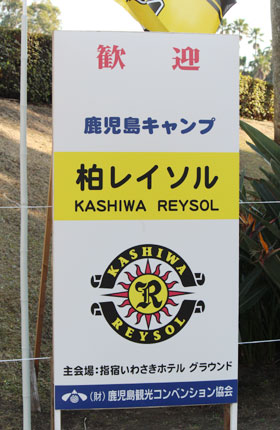 歓迎
鹿児島キャンプ
柏レイソル
KASHIWA REYSOL
KASHIWA
R
REYSOL
主会場:指宿いわさきホテル グラウンド
(財)鹿児島観光コンベンション協会